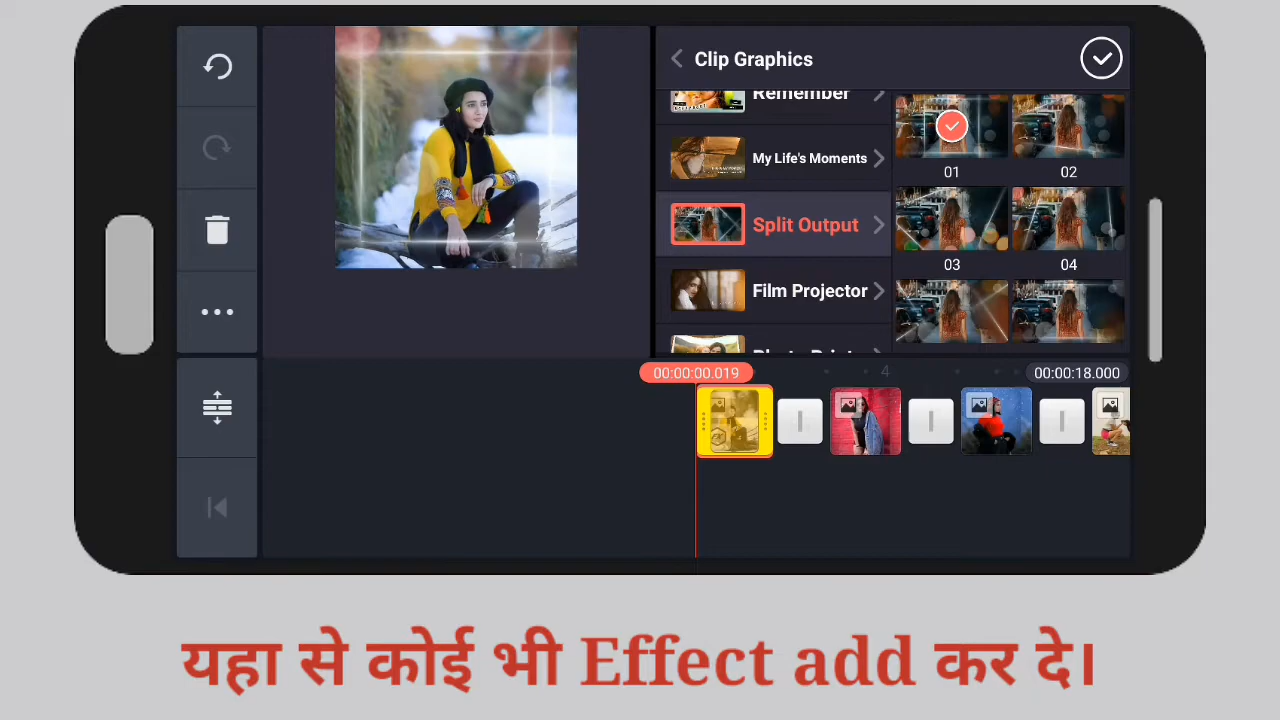 Clip Graphics
Remember
My Life's Moments
Split Output
Film Projector
01
02
03
04
00:00:00.019
4
00:00:18.000
यहा से कोई भी Effect add कर दे।